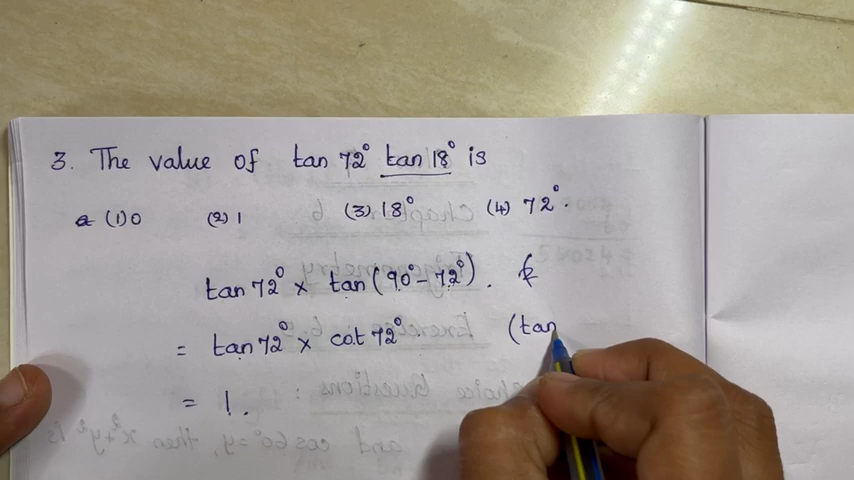 3. The value of tan 72° tan 18° is
(1) 0 (2) 1 (3) 18° (4) 72°.
tan 72° × tan (90° - 72°).
= tan 72° × cot 72°. (tan
= 1.